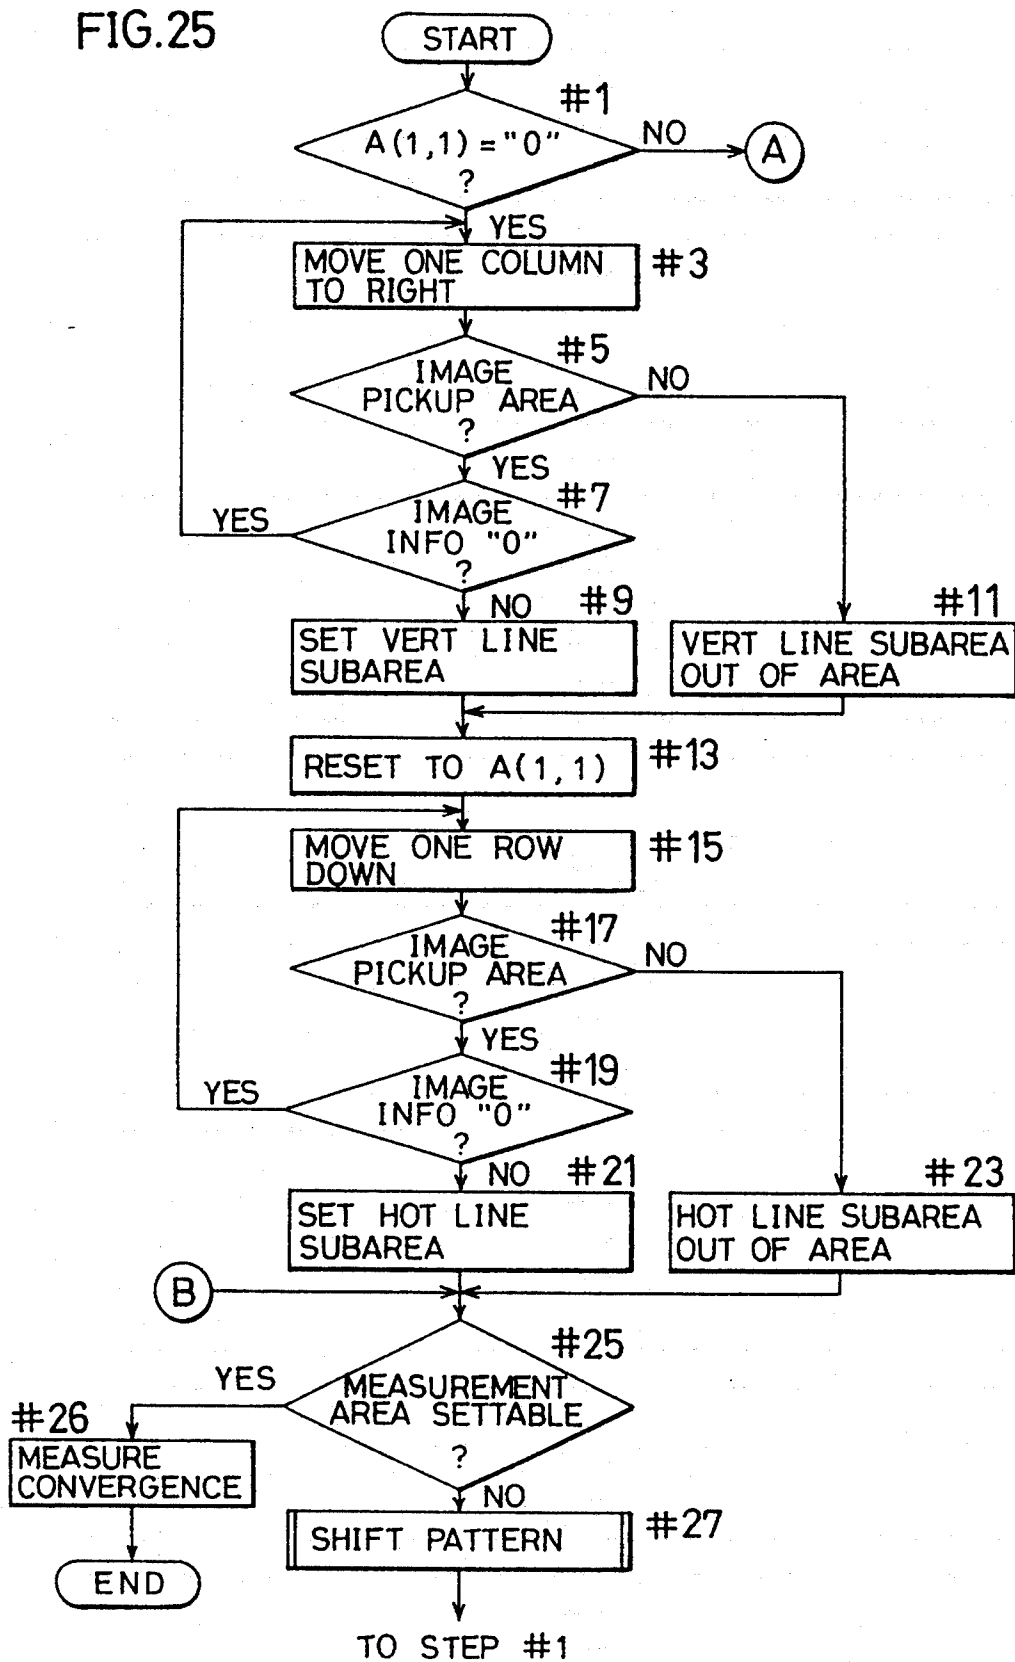 FIG.25
START
#1
A(1,1)="0"
?
NO
A
YES
MOVE ONE COLUMN
TO RIGHT
#3
#5
IMAGE
PICKUP AREA
?
NO
YES
#7
IMAGE
INFO "0"
?
YES
NO
#9
SET VERT LINE
SUBAREA
#11
VERT LINE SUBAREA
OUT OF AREA
RESET TO A(1,1)
#13
MOVE ONE ROW
DOWN
#15
#17
IMAGE
PICKUP AREA
?
NO
YES
#19
IMAGE
INFO "0"
?
YES
NO
#21
SET HOT LINE
SUBAREA
#23
HOT LINE SUBAREA
OUT OF AREA
B
#25
MEASUREMENT
AREA SETTABLE
?
YES
#26
MEASURE
CONVERGENCE
END
NO
SHIFT PATTERN
#27
TO STEP #1